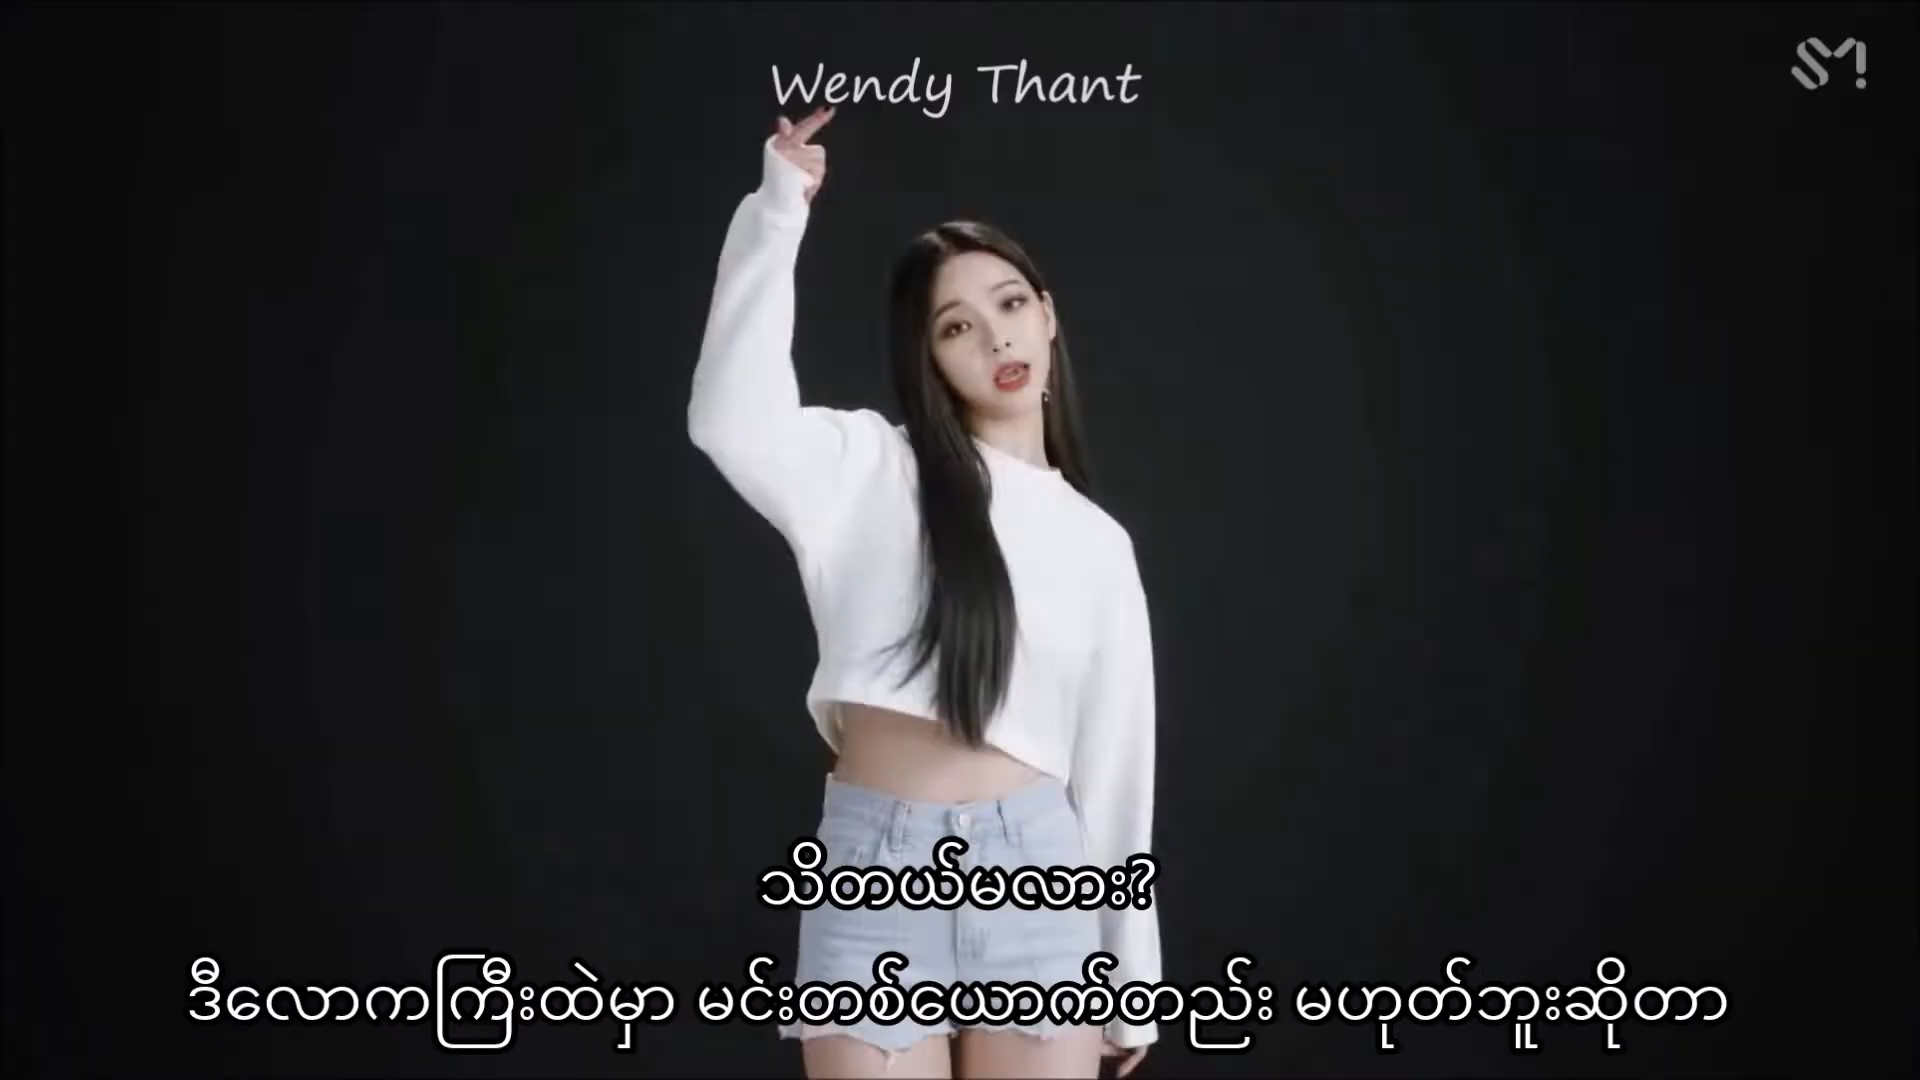 Wendy Thant
SM
သိတယ်မလား?
ဒီလောကကြီးထဲမှာ မင်းတစ်ယောက်တည်း မဟုတ်ဘူးဆိုတာ